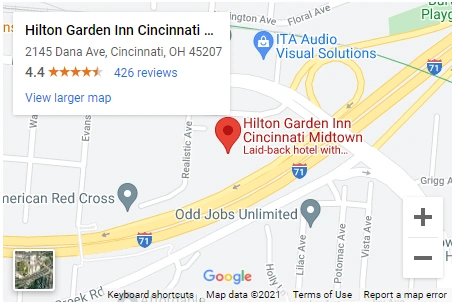 Burn
Playg
Hilton Garden Inn Cincinnati ...
2145 Dana Ave, Cincinnati, OH 45207
4.4 426 reviews
View larger map
Floral Ave
ITA Audio
Visual Solutions
71
Wa
Evans
Realistic Ave
Hilton Garden Inn
Cincinnati Midtown
Laid-back hotel with...
71
Grigg A
merican Red Cross
Odd Jobs Unlimited
71
Lilac Ave
Potomac Ave
Vista Ave
Holly
Creek Rd
+
−
Google
Keyboard shortcuts Map data ©2021 Terms of Use Report a map error